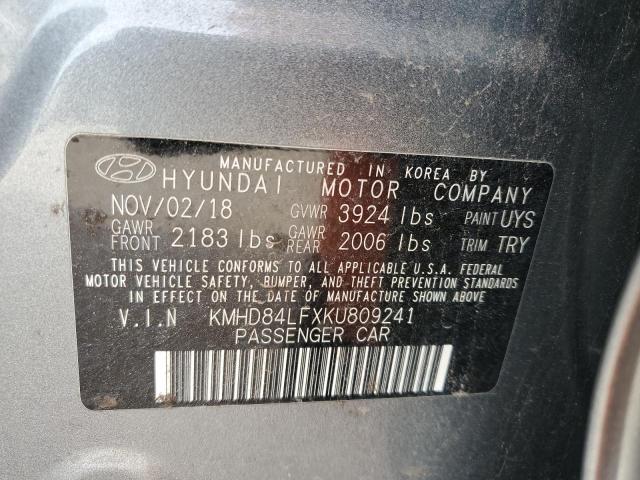 MANUFACTURED IN KOREA BY
HYUNDAI MOTOR COMPANY
NOV/02/18 GVWR 3924 lbs PAINT UYS
GAWR FRONT 2183 lbs GAWR REAR 2006 lbs TRIM TRY
THIS VEHICLE CONFORMS TO ALL APPLICABLE U.S.A. FEDERAL
MOTOR VEHICLE SAFETY, BUMPER, AND THEFT PREVENTION STANDARDS
IN EFFECT ON THE DATE OF MANUFACTURE SHOWN ABOVE
V.I.N KMHD84LFXKU809241
PASSENGER CAR